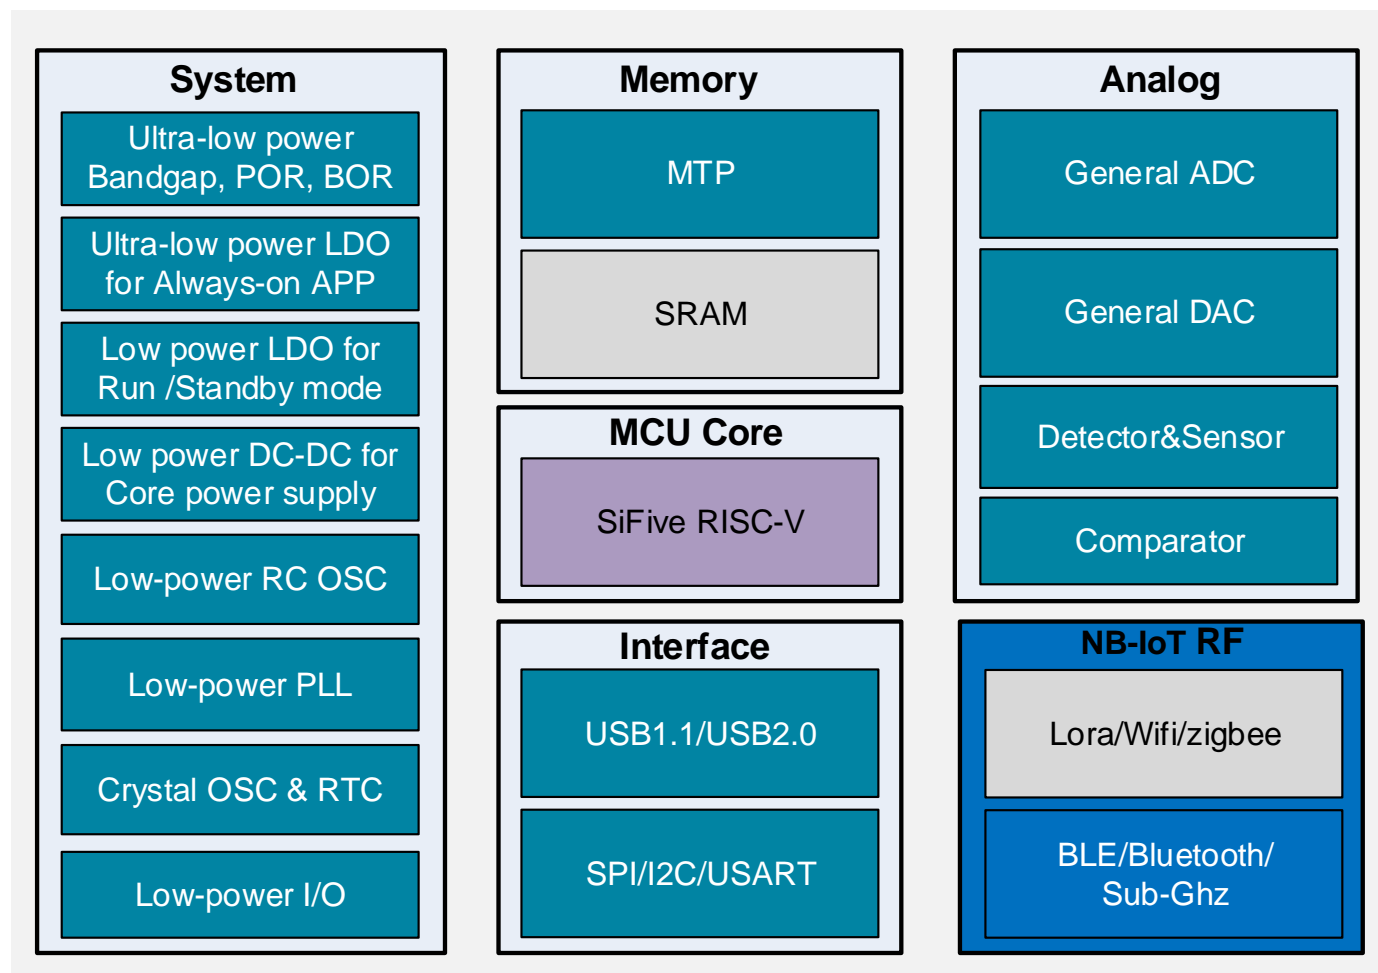 System
Ultra-low power
Bandgap, POR, BOR
Ultra-low power LDO
for Always-on APP
Low power LDO for
Run /Standby mode
Low power DC-DC for
Core power supply
Low-power RC OSC
Low-power PLL
Crystal OSC & RTC
Low-power I/O
Memory
MTP
SRAM
MCU Core
SiFive RISC-V
Interface
USB1.1/USB2.0
SPI/I2C/USART
Analog
General ADC
General DAC
Detector&Sensor
Comparator
NB-IoT RF
Lora/Wifi/zigbee
BLE/Bluetooth/
Sub-Ghz